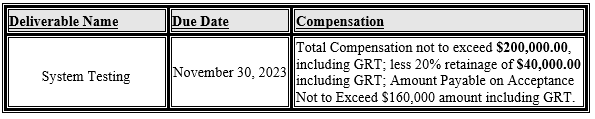 Deliverable Name Due Date Compensation
System Testing November 30, 2023 Total Compensation not to exceed $200,000.00,
including GRT; less 20% retainage of $40,000.00
including GRT; Amount Payable on Acceptance
Not to Exceed $160,000 amount including GRT.